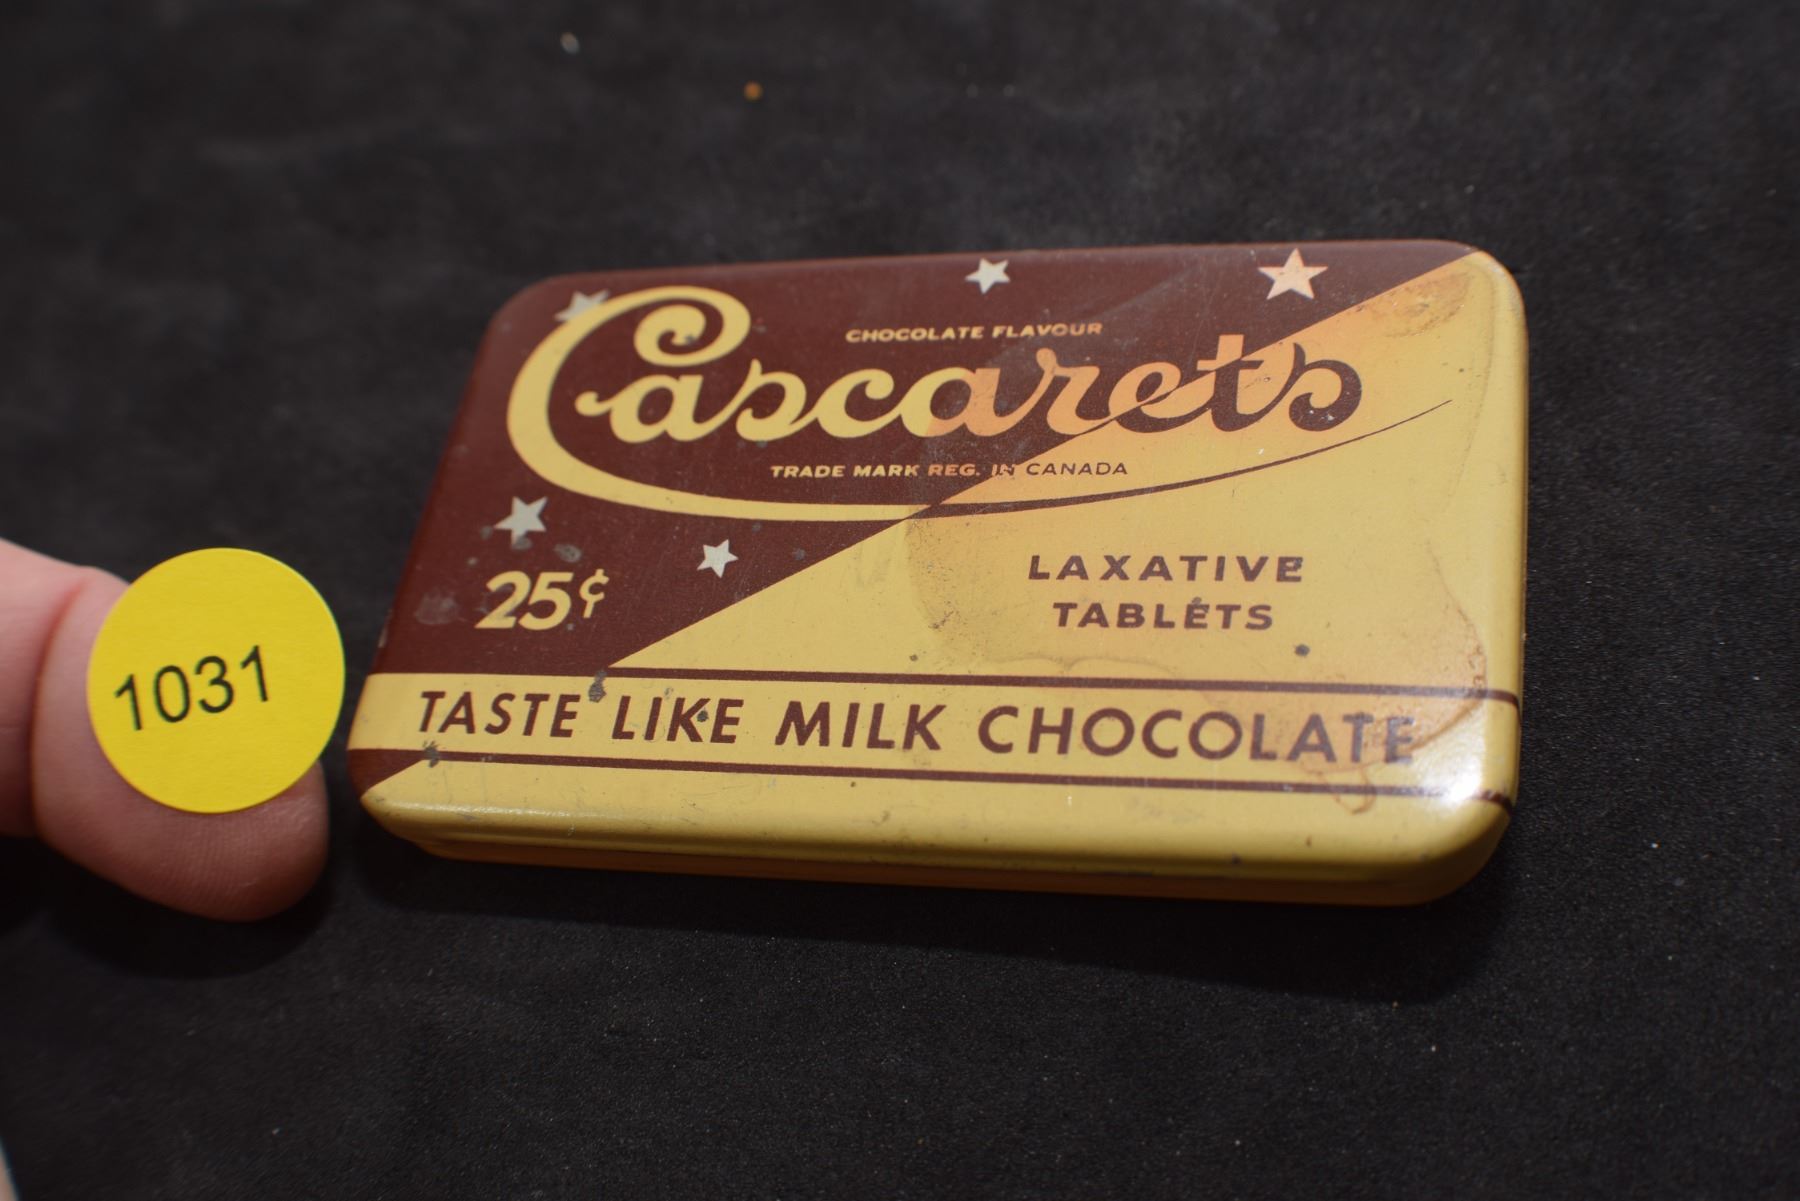 CHOCOLATE FLAVOUR
Cascarets
TRADE MARK REG. IN CANADA
25¢
LAXATIVE
TABLETS
TASTE LIKE MILK CHOCOLATE
1031